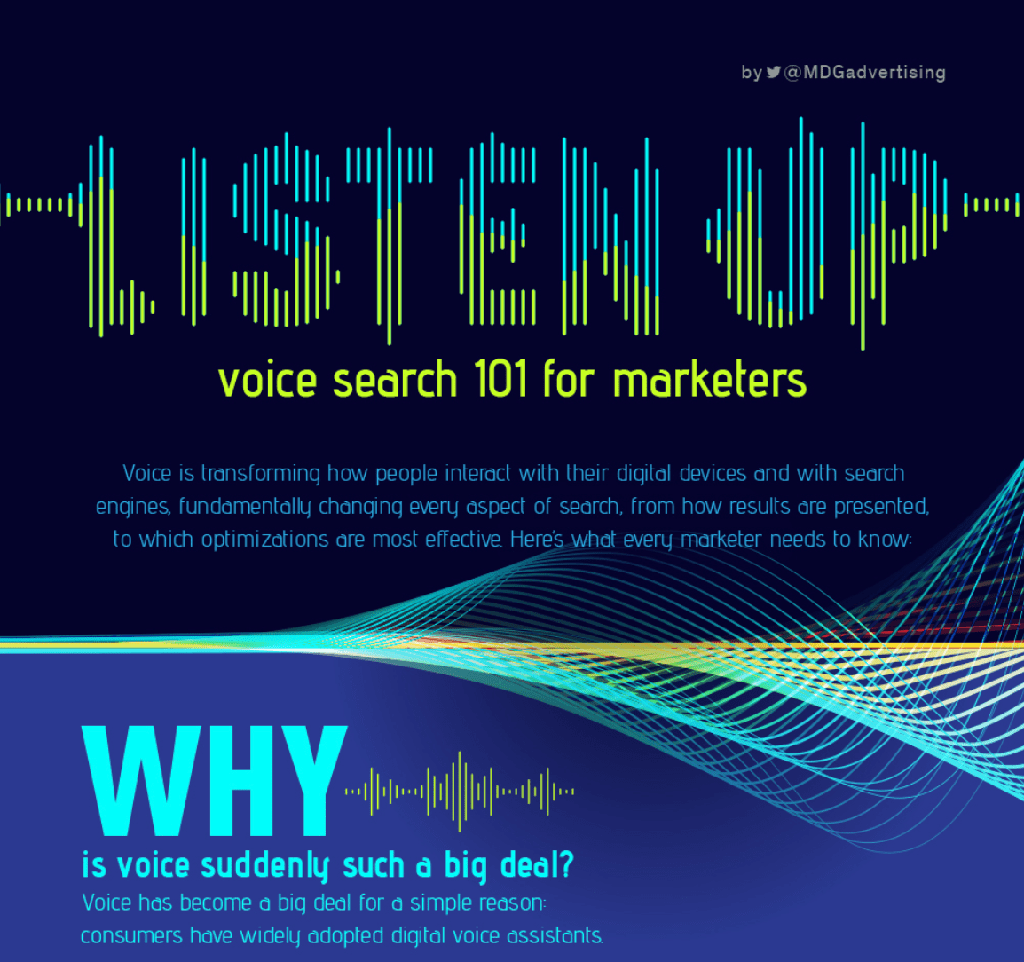 by @MDGadvertising
LISTEN UP
voice search 101 for marketers
Voice is transforming how people interact with their digital devices and with search
engines, fundamentally changing every aspect of search, from how results are presented,
to which optimizations are most effective. Here's what every marketer needs to know:
WHY
is voice suddenly such a big deal?
Voice has become a big deal for a simple reason:
consumers have widely adopted digital voice assistants.